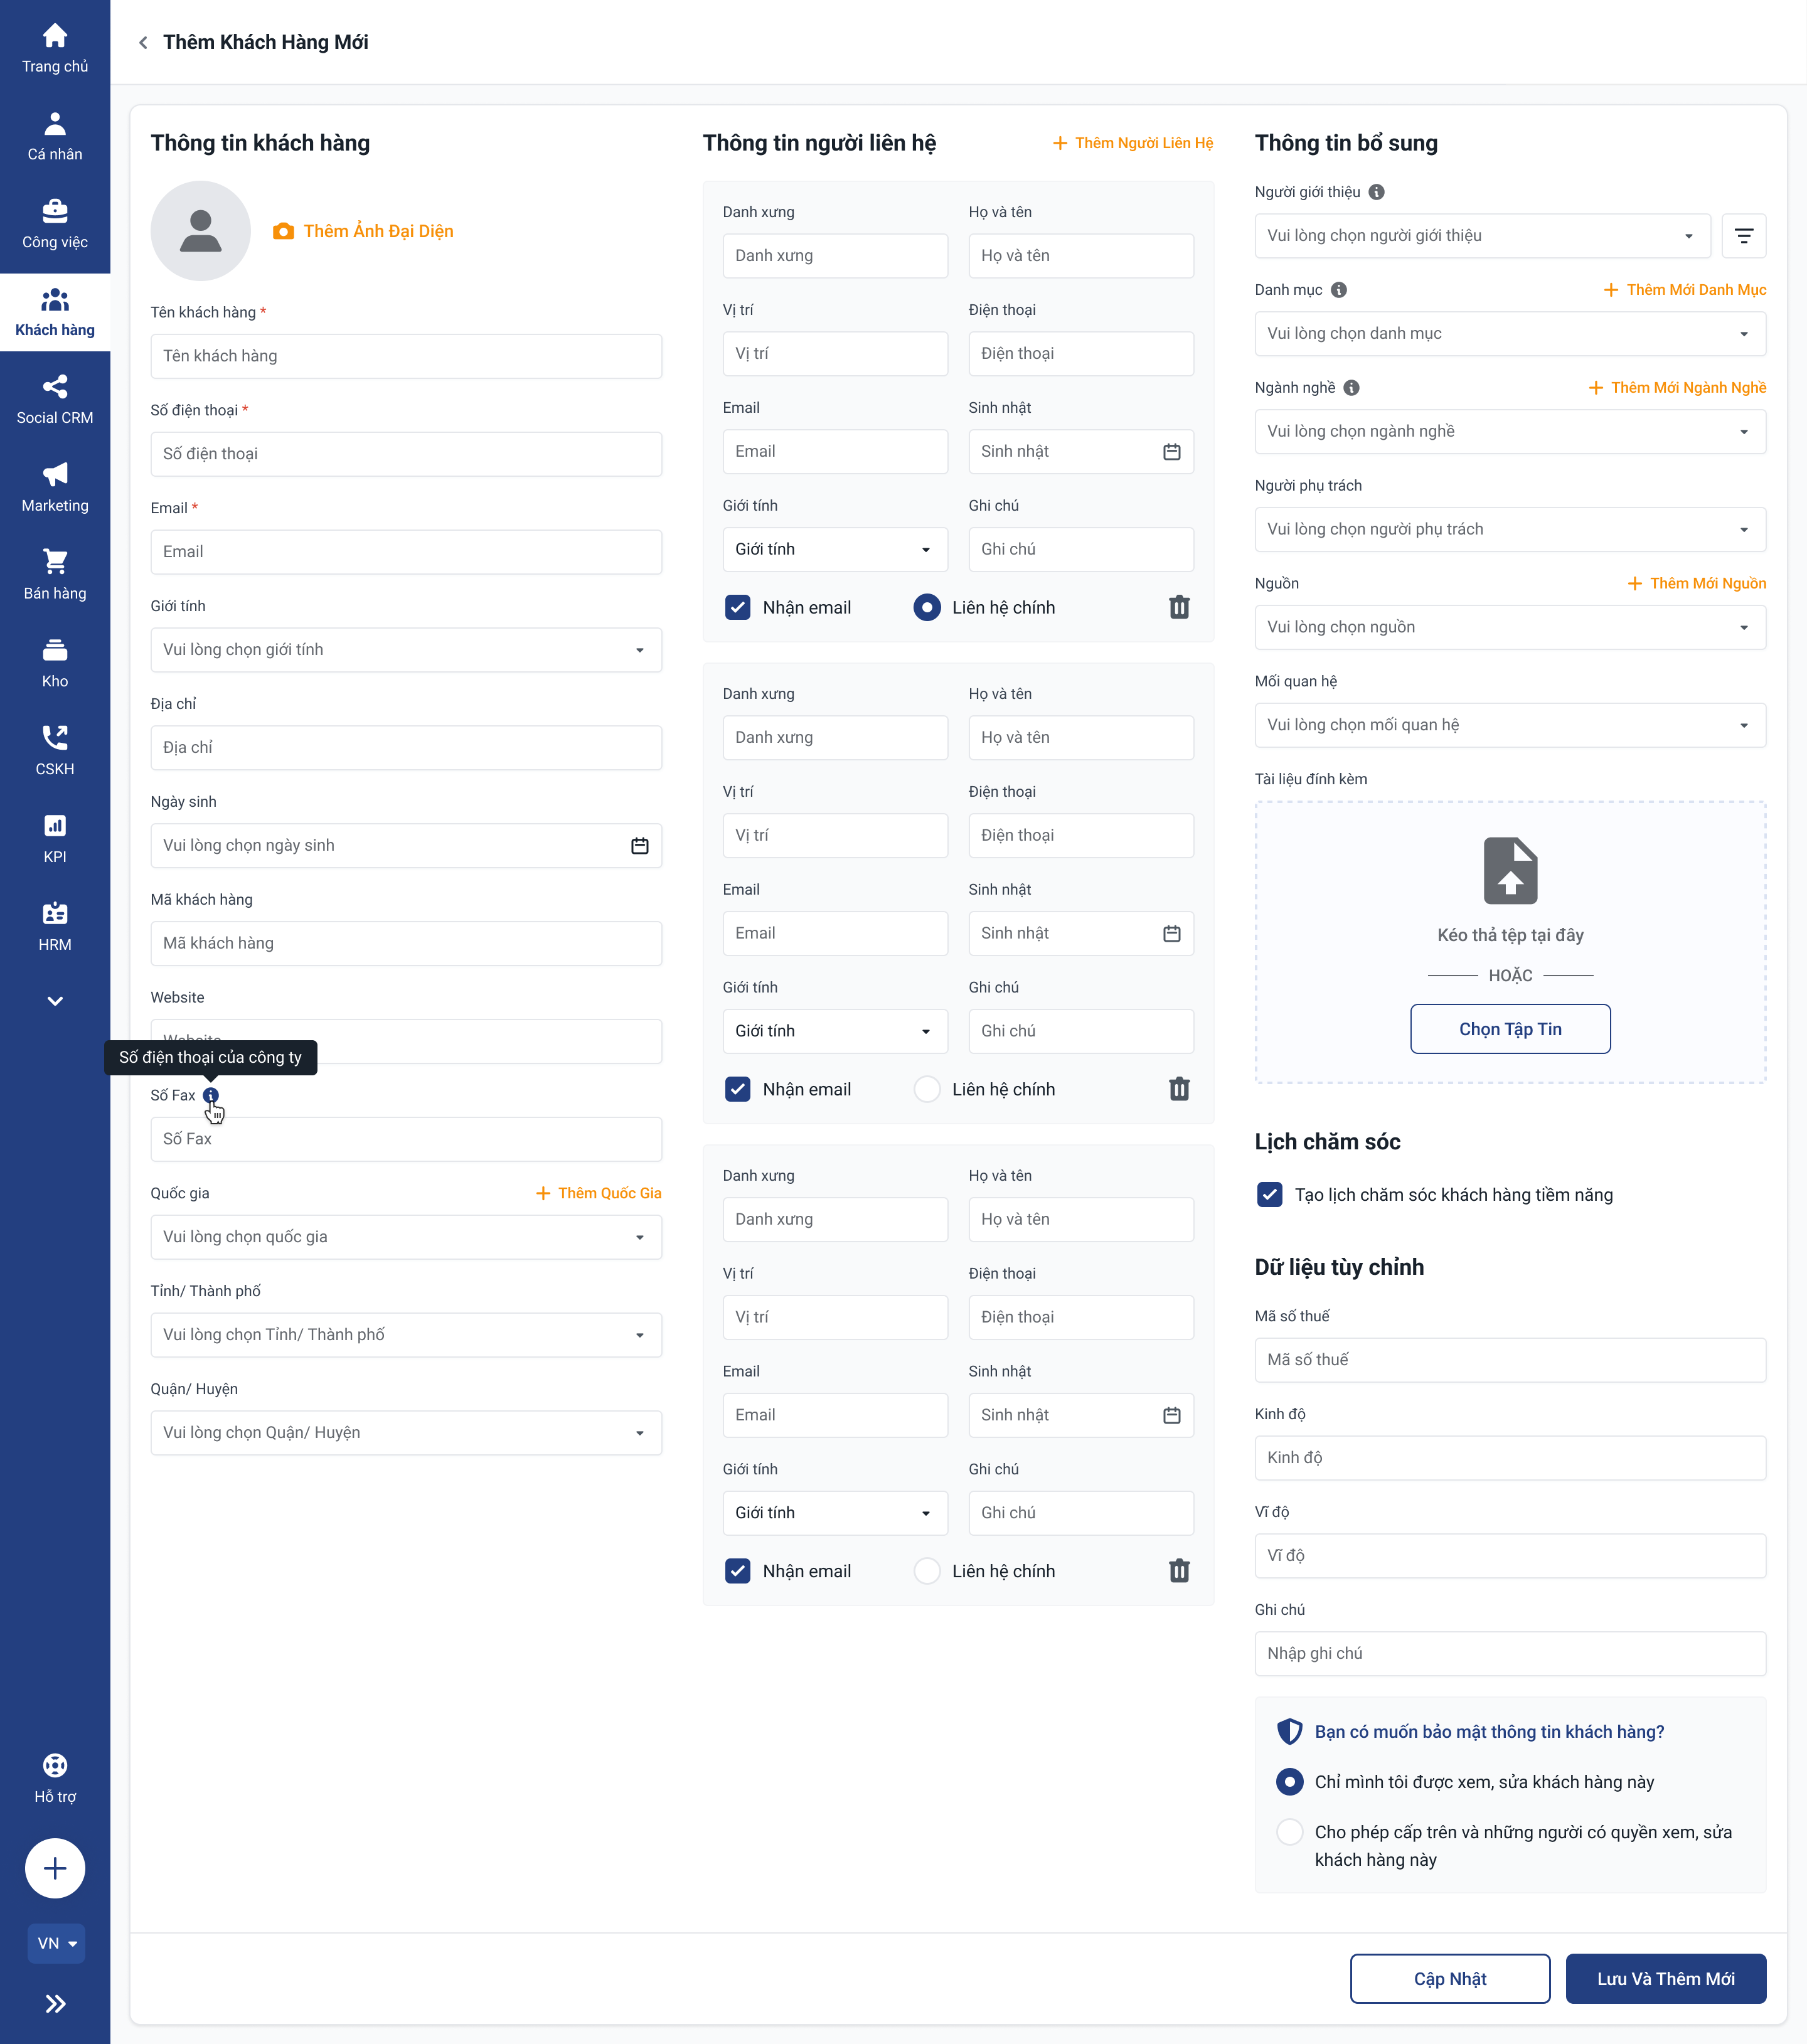 Trang chủ
Cá nhân
Công việc
Khách hàng
Social CRM
Marketing
Bán hàng
Kho
CSKH
KPI
HRM
Hỗ trợ
VN
Thêm Khách Hàng Mới
Thông tin khách hàng
Thêm Ảnh Đại Diện
Tên khách hàng *
Tên khách hàng
Số điện thoại *
Số điện thoại
Email *
Email
Giới tính
Vui lòng chọn giới tính
Địa chỉ
Địa chỉ
Ngày sinh
Vui lòng chọn ngày sinh
Mã khách hàng
Mã khách hàng
Website
Website
Số điện thoại của công ty
Số Fax
Số Fax
Quốc gia
Thêm Quốc Gia
Vui lòng chọn quốc gia
Tỉnh/ Thành phố
Vui lòng chọn Tỉnh/ Thành phố
Quận/ Huyện
Vui lòng chọn Quận/ Huyện
Thông tin người liên hệ
Thêm Người Liên Hệ
Danh xưng
Họ và tên
Danh xưng
Họ và tên
Vị trí
Điện thoại
Vị trí
Điện thoại
Email
Sinh nhật
Email
Sinh nhật
Giới tính
Ghi chú
Giới tính
Ghi chú
Nhận email
Liên hệ chính
Danh xưng
Họ và tên
Danh xưng
Họ và tên
Vị trí
Điện thoại
Vị trí
Điện thoại
Email
Sinh nhật
Email
Sinh nhật
Giới tính
Ghi chú
Giới tính
Ghi chú
Nhận email
Liên hệ chính
Danh xưng
Họ và tên
Danh xưng
Họ và tên
Vị trí
Điện thoại
Vị trí
Điện thoại
Email
Sinh nhật
Email
Sinh nhật
Giới tính
Ghi chú
Giới tính
Ghi chú
Nhận email
Liên hệ chính
Thông tin bổ sung
Người giới thiệu
Vui lòng chọn người giới thiệu
Danh mục
Thêm Mới Danh Mục
Vui lòng chọn danh mục
Ngành nghề
Thêm Mới Ngành Nghề
Vui lòng chọn ngành nghề
Người phụ trách
Vui lòng chọn người phụ trách
Nguồn
Thêm Mới Nguồn
Vui lòng chọn nguồn
Mối quan hệ
Vui lòng chọn mối quan hệ
Tài liệu đính kèm
Kéo thả tệp tại đây
HOẶC
Chọn Tập Tin
Lịch chăm sóc
Tạo lịch chăm sóc khách hàng tiềm năng
Dữ liệu tùy chỉnh
Mã số thuế
Mã số thuế
Kinh độ
Kinh độ
Vĩ độ
Vĩ độ
Ghi chú
Nhập ghi chú
Bạn có muốn bảo mật thông tin khách hàng?
Chỉ mình tôi được xem, sửa khách hàng này
Cho phép cấp trên và những người có quyền xem, sửa
khách hàng này
Cập Nhật
Lưu Và Thêm Mới